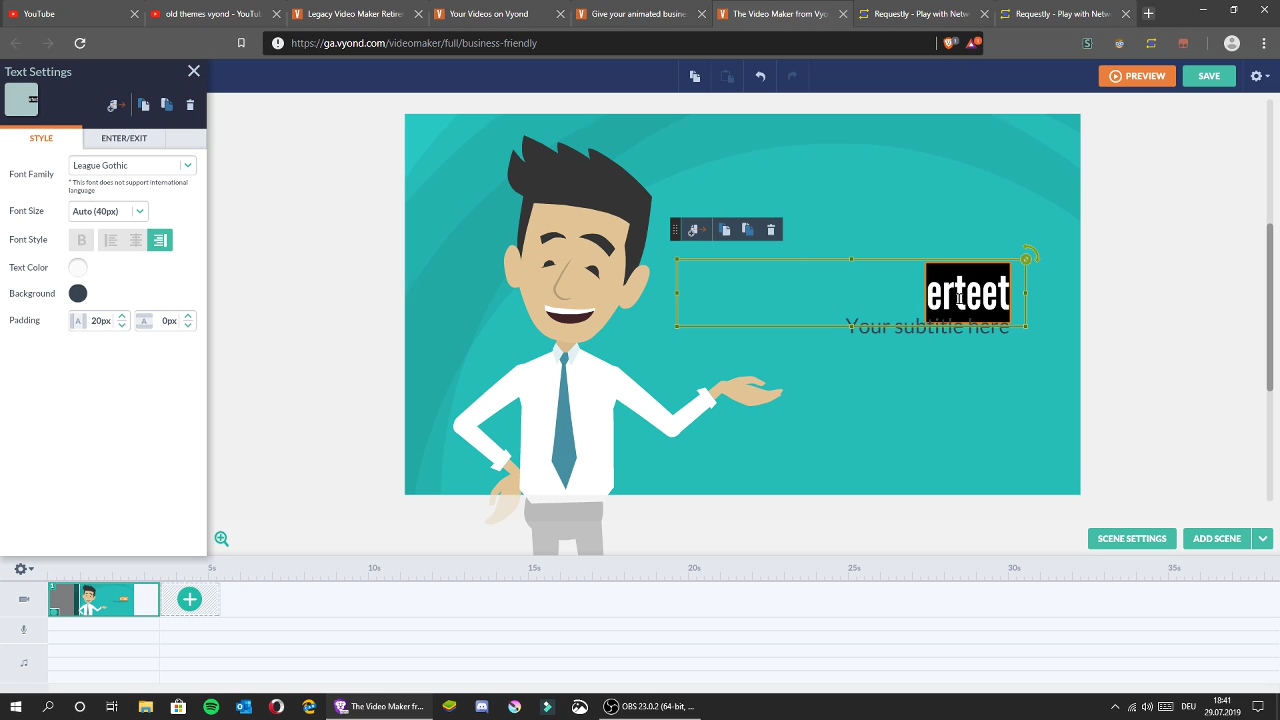 YouTube
old themes vyond - YouTu
Legacy Video Maker Retire
Your Videos on Vyond
Give your animated busine
The Video Maker from Vyo
Requestly - Play with Netw
Requestly - Play with Netw
https://ga.vyond.com/videomaker/full/business-friendly
Text Settings
PREVIEW
SAVE
STYLE
ENTER/EXIT
Font Family
League Gothic
* This font does not support international
language
Font Size
Auto (40px)
Font Style
B
Text Color
Background
Padding
A
20px
A
0px
erteet
Your subtitle here
SCENE SETTINGS
ADD SCENE
5s
10s
15s
20s
25s
30s
35s
1
The Video Maker fr...
OBS 23.0.2 (64-bit, ...
DEU
18:41
29.07.2019